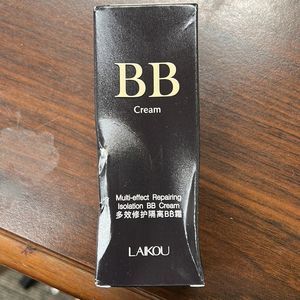 BB
Cream
Multi-effect Repairing
Isolation BB Cream
多效修护隔离BB霜
LAIKOU